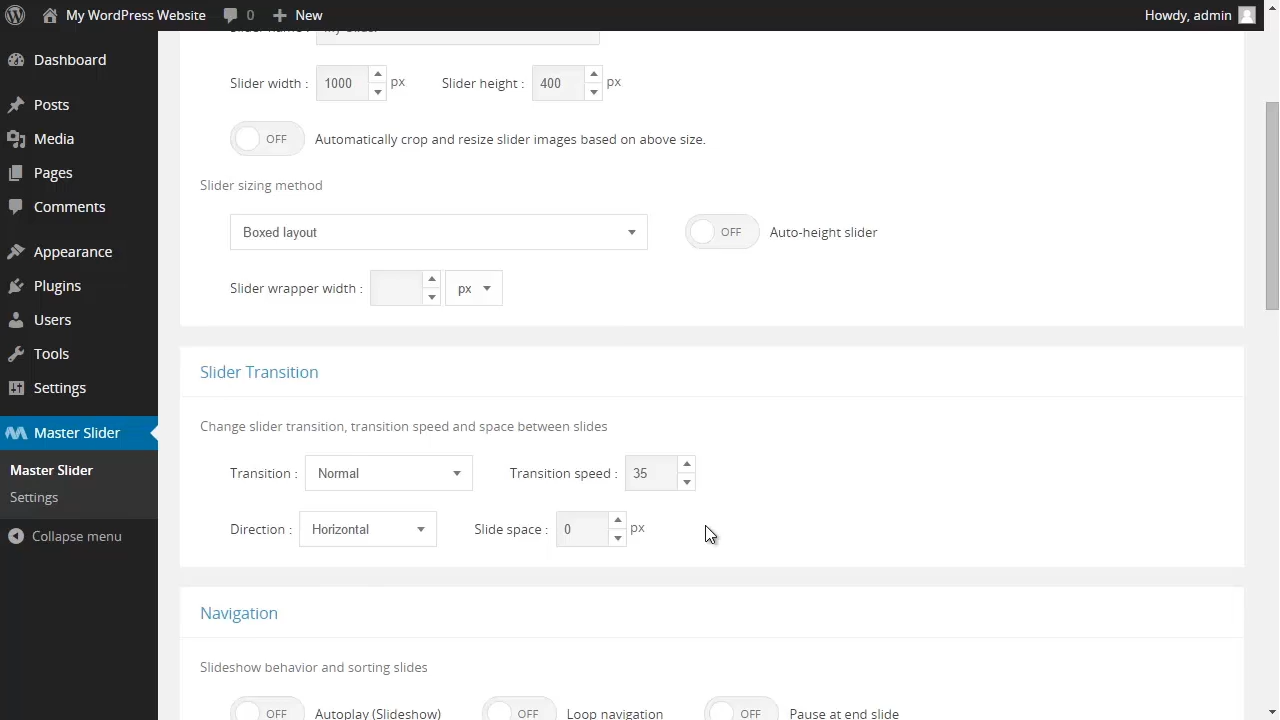 My WordPress Website 0 New Howdy, admin
Dashboard
Posts
Media
Pages
Comments
Appearance
Plugins
Users
Tools
Settings
Master Slider
Master Slider
Settings
Collapse menu
Slider name : My Slider
Slider width : 1000 px Slider height : 400 px
OFF Automatically crop and resize slider images based on above size.
Slider sizing method
Boxed layout OFF Auto-height slider
Slider wrapper width : px
Slider Transition
Change slider transition, transition speed and space between slides
Transition : Normal Transition speed : 35
Direction : Horizontal Slide space : 0 px
Navigation
Slideshow behavior and sorting slides
OFF Autoplay (Slideshow) OFF Loop navigation OFF Pause at end slide